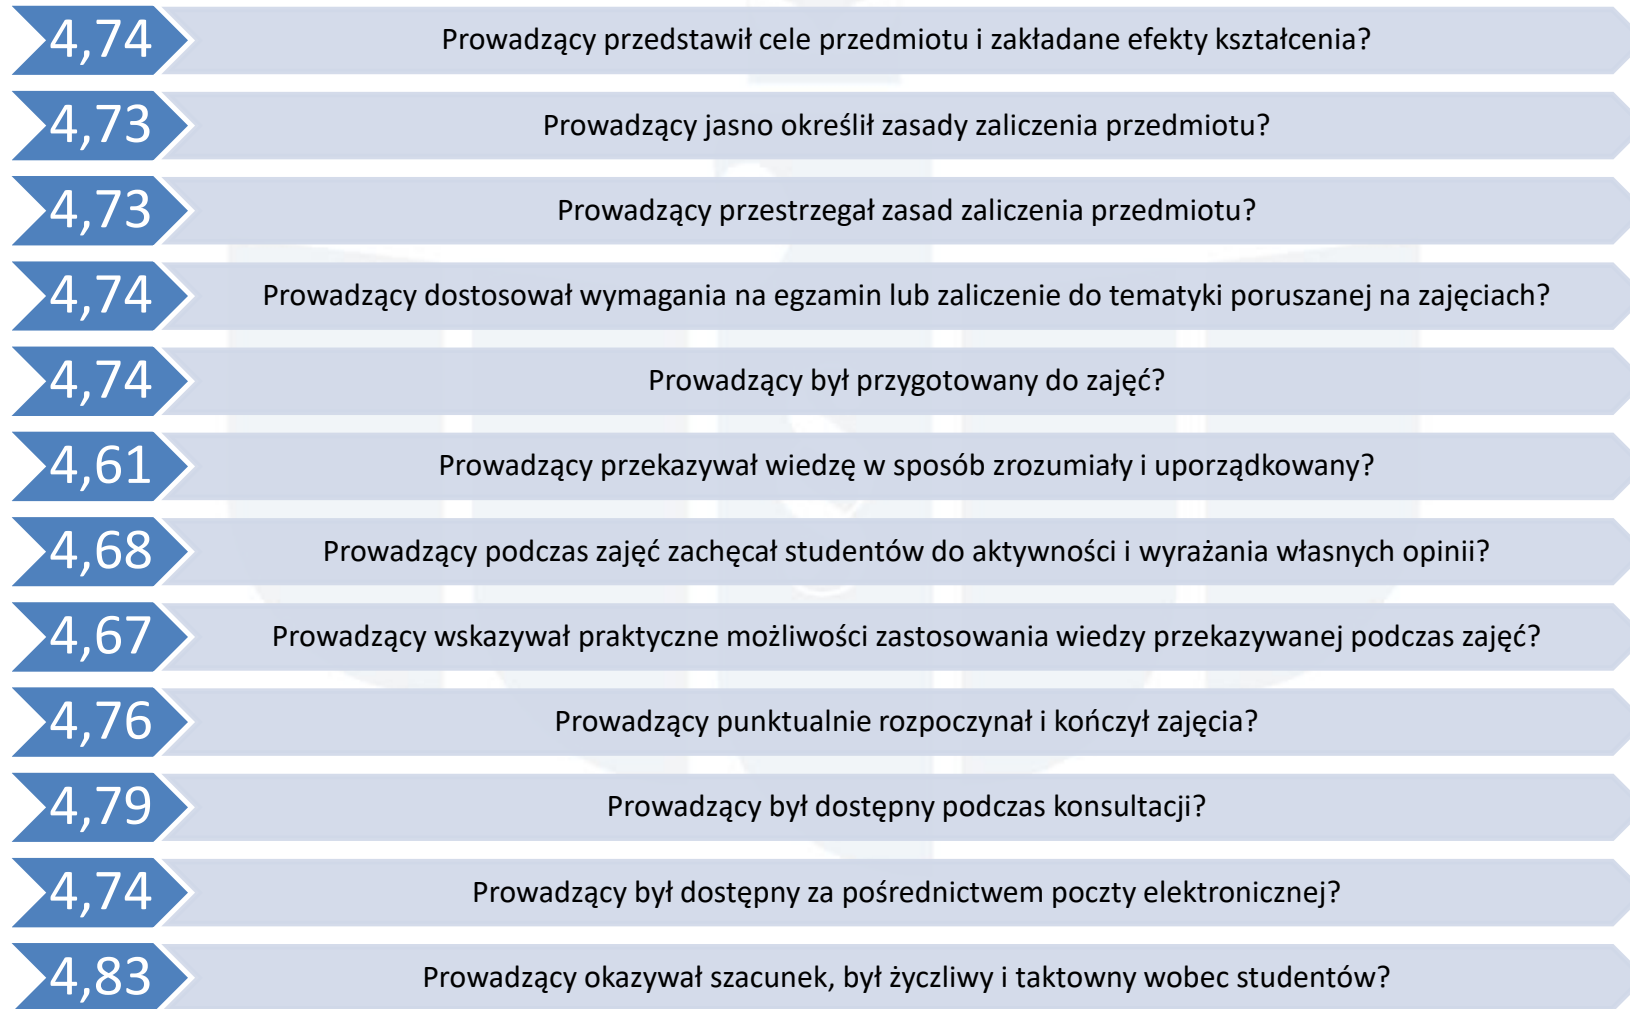 4,74 Prowadzący przedstawił cele przedmiotu i zakładane efekty kształcenia?
4,73 Prowadzący jasno określił zasady zaliczenia przedmiotu?
4,73 Prowadzący przestrzegał zasad zaliczenia przedmiotu?
4,74 Prowadzący dostosował wymagania na egzamin lub zaliczenie do tematyki poruszanej na zajęciach?
4,74 Prowadzący był przygotowany do zajęć?
4,61 Prowadzący przekazywał wiedzę w sposób zrozumiały i uporządkowany?
4,68 Prowadzący podczas zajęć zachęcał studentów do aktywności i wyrażania własnych opinii?
4,67 Prowadzący wskazywał praktyczne możliwości zastosowania wiedzy przekazywanej podczas zajęć?
4,76 Prowadzący punktualnie rozpoczynał i kończył zajęcia?
4,79 Prowadzący był dostępny podczas konsultacji?
4,74 Prowadzący był dostępny za pośrednictwem poczty elektronicznej?
4,83 Prowadzący okazywał szacunek, był życzliwy i taktowny wobec studentów?